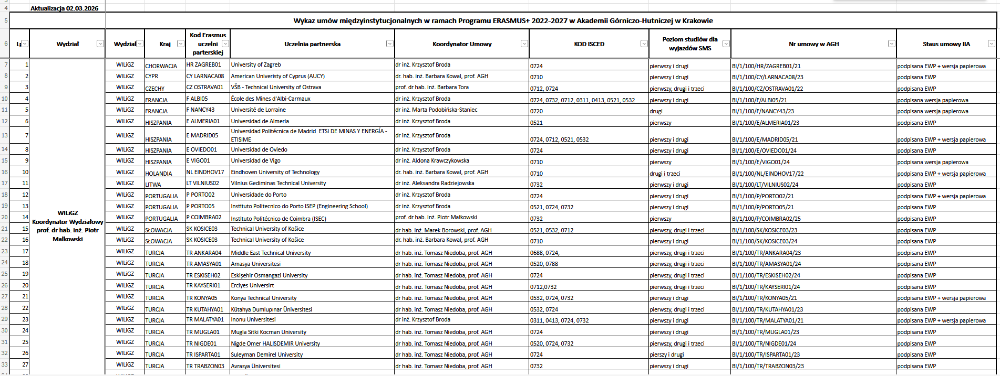 4 Aktualizacja 02.03.2026
5 Wykaz umów międzyinstytucjonalnych w ramach Programu ERASMUS+ 2022-2027 w Akademii Górniczo-Hutniczej w Krakowie
6 Wydział Wydział Kraj Kod Erasmus uczelni parterskiej Uczelnia partnerska Koordynator Umowy KOD ISCED Poziom studiów dla wyjazdów SMS Nr umowy w AGH Staus umowy IIA
WILiGZ
Koordynator Wydziałowy
prof. dr hab. inż. Piotr
Małkowski
7 1 WILiGZ CHORWACJA HR ZAGREB01 University of Zagreb dr inż. Krzysztof Broda 0724 pierwszy i drugi BI/1/100/HR/ZAGREB01/21 podpisana EWP + wersja papierowa
8 2 WILiGZ CYPR CY LARNACA08 American Univeristy of Cyprus (AUCY) dr. hab. inż. Barbara Kowal, prof. AGH 0710 pierwszy i drugi BI/1/100/CY/LARNACA08/23 podpisana EWP
9 3 WILiGZ CZECHY CZ OSTRAVA01 VŠB - Technical University of Ostrava prof. dr hab. inż. Barbara Tora 0712, 0724 pierwszy, drugi i trzeci BI/1/100/CZ/OSTRAVA01/22 podpisana EWP
10 4 WILiGZ FRANCJA F ALBI05 École des Mines d'Albi-Carmaux dr inż. Krzysztof Broda 0724, 0732, 0712, 0311, 0413, 0521, 0532 pierwszy i drugi BI/1/100/F/ALBI05/21 podpisana wersja papierowa
11 5 WILiGZ FRANCJA F NANCY43 Université de Lorraine dr inż. Marta Podobińska-Staniec 0720 drugi BI/1/100/F/NANCY43/23 podpisana wersja papierowa
12 6 WILiGZ HISZPANIA E ALMERIA01 Universidad de Almeria dr inż. Krzysztof Broda 0521 pierwszy BI/1/100/E/ALMERIA01/23 podpisana EWP
13 7 WILiGZ HISZPANIA E MADRID05 Universidad Politécnica de Madrid ETSI DE MINAS Y ENERGÍA - ETISIME dr inż. Krzysztof Broda 0724, 0712, 0521, 0532 pierwszy i drugi BI/1/100/E/MADRID05/21 podpisana EWP + wersja papierowa
14 8 WILiGZ HISZPANIA E OVIEDO01 Universidad de Oviedo dr inż. Krzysztof Broda 0724 pierwszy i drugi BI/1/100/E/OVIEDO01/24 podpisana EWP
15 9 WILiGZ HISZPANIA E VIGO01 Universidad de Vigo dr inż. Aldona Krawczykowska 0710 pierwszy BI/1/100/E/VIGO01/24 podpisana wersja papierowa
16 10 WILiGZ HOLANDIA NL EINDHOV17 Eindhoven University of Technology dr. hab. inż. Barbara Kowal, prof. AGH 0710 drugi i trzeci BI/1/100/NL/EINDHOV17/22 podpisana EWP + wersja papierowa
17 11 WILiGZ LITWA LT VILNIUS02 Vilnius Gediminas Technical University dr inż. Aleksandra Radziejowska 0732 pierwszy i drugi BI/1/100/LT/VILNIUS02/24 podpisana EWP
18 12 WILiGZ PORTUGALIA P PORTO02 Universidade do Porto dr inż. Krzysztof Broda 0724 pierwszy i drugi BI/1/100/P/PORTO02/21 podpisana EWP + wersja papierowa
19 13 WILiGZ PORTUGALIA P PORTO05 Instituto Politecnico do Porto ISEP (Engineering School) dr inż. Krzysztof Broda 0521, 0724, 0732 pierwszy i drugi BI/1/100/P/PORTO05/21 podpisana EWP
20 14 WILiGZ PORTUGALIA P COIMBRA02 Instituto Politécnico de Coimbra (ISEC) prof. dr hab. inż. Piotr Małkowski 0732 pierwszy BI/1/100/P/COIMBRA02/25 podpisana EWP
21 15 WILiGZ SŁOWACJA SK KOSICE03 Technical University of Košice dr hab. inż. Marek Borowski, prof. AGH 0521, 0532, 0712 pierwszy, drugi i trzeci BI/1/100/SK/KOSICE03/23 podpisana EWP
22 16 WILiGZ SŁOWACJA SK KOSICE03 Technical University of Košice dr. hab. inż. Barbara Kowal, prof. AGH 0710 pierwszy i drugi BI/1/100/SK/KOSICE03/24 podpisana EWP
23 17 WILiGZ TURCJA TR ANKARA04 Middle East Technical University dr hab. inż. Tomasz Niedoba, prof. AGH 0688, 0724, pierwszy, drugi i trzeci BI/1/100/TR/ANKARA04/23 podpisana EWP
24 18 WILiGZ TURCJA TR AMASYA01 Amasya Universitesi dr hab. inż. Tomasz Niedoba, prof. AGH 0520, 0788 pierwszy, drugi i trzeci BI/1/100/TR/AMASYA01/24 podpisana EWP
25 19 WILiGZ TURCJA TR ESKISEH02 Eskişehir Osmangazi University dr hab. inż. Tomasz Niedoba, prof. AGH 0724 pierwszy, drugi i trzeci BI/1/100/TR/ESKISEH02/24 podpisana EWP
26 20 WILiGZ TURCJA TR KAYSERI01 Erciyes Universirt dr hab. inż. Tomasz Niedoba, prof. AGH 0712,0732 pierwszy, drugi i trzeci BI/1/100/TR/KAYSERI01/24 podpisana EWP
27 21 WILiGZ TURCJA TR KONYA05 Konya Technical University dr hab. inż. Tomasz Niedoba, prof. AGH 0532, 0724, 0732 pierwszy i drugi BI/1/100/TR/KONYA05/21 podpisana EWP + wersja papierowa
28 22 WILiGZ TURCJA TR KUTAHYA01 Kütahya Dumlupınar Üniversitesi dr hab. inż. Tomasz Niedoba, prof. AGH 0532, 0724 pierwszy i drugi BI/1/100/TR/KUTAHYA01/23 podpisana EWP
29 23 WILiGZ TURCJA TR MALATYA01 Inonu Universitesi dr inż. Krzysztof Broda 0311, 0413, 0724, 0732 pierwszy i drugi BI/1/100/TR/MALATYA01/21 podpisana EWP + wersja papierowa
30 24 WILiGZ TURCJA TR MUGLA01 Mugla Sitki Kocman University dr hab. inż. Tomasz Niedoba, prof. AGH 0724 pierwszy i drugi BI/1/100/TR/MUGLA01/23 podpisana EWP
31 25 WILiGZ TURCJA TR NIGDE01 Nigde Omer HALISDEMIR University dr hab. inż. Tomasz Niedoba, prof. AGH 0520, 0724, 0732 pierwszy, drugi i trzeci BI/1/100/TR/NIGDE01/24 podpisana EWP
32 26 WILiGZ TURCJA TR ISPARTA01 Suleyman Demirel University dr hab. inż. Tomasz Niedoba, prof. AGH 0724 pierszy i drugi BI/1/100/TR/ISPARTA01/23 podpisana EWP
33 27 WILiGZ TURCJA TR TRABZON03 Avrasya Üniversitesi dr hab. inż. Tomasz Niedoba, prof. AGH 0732 pierwszy i drugi BI/1/100/TR/TRABZON03/23 podpisana EWP